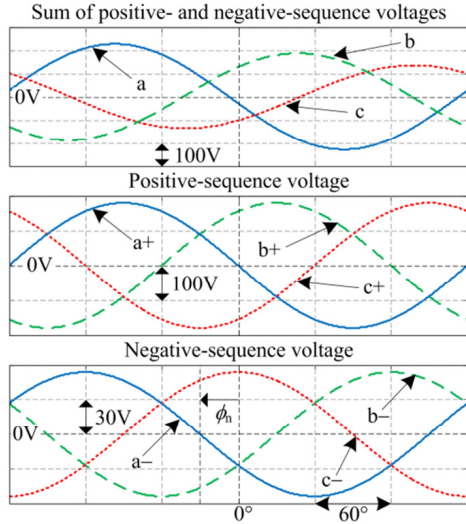 Sum of positive- and negative-sequence voltages
b
a
0V
c
100V
Positive-sequence voltage
a+
b+
0V
100V
c+
Negative-sequence voltage
b−
30V
ϕn
0V
a−
c−
0° 60°